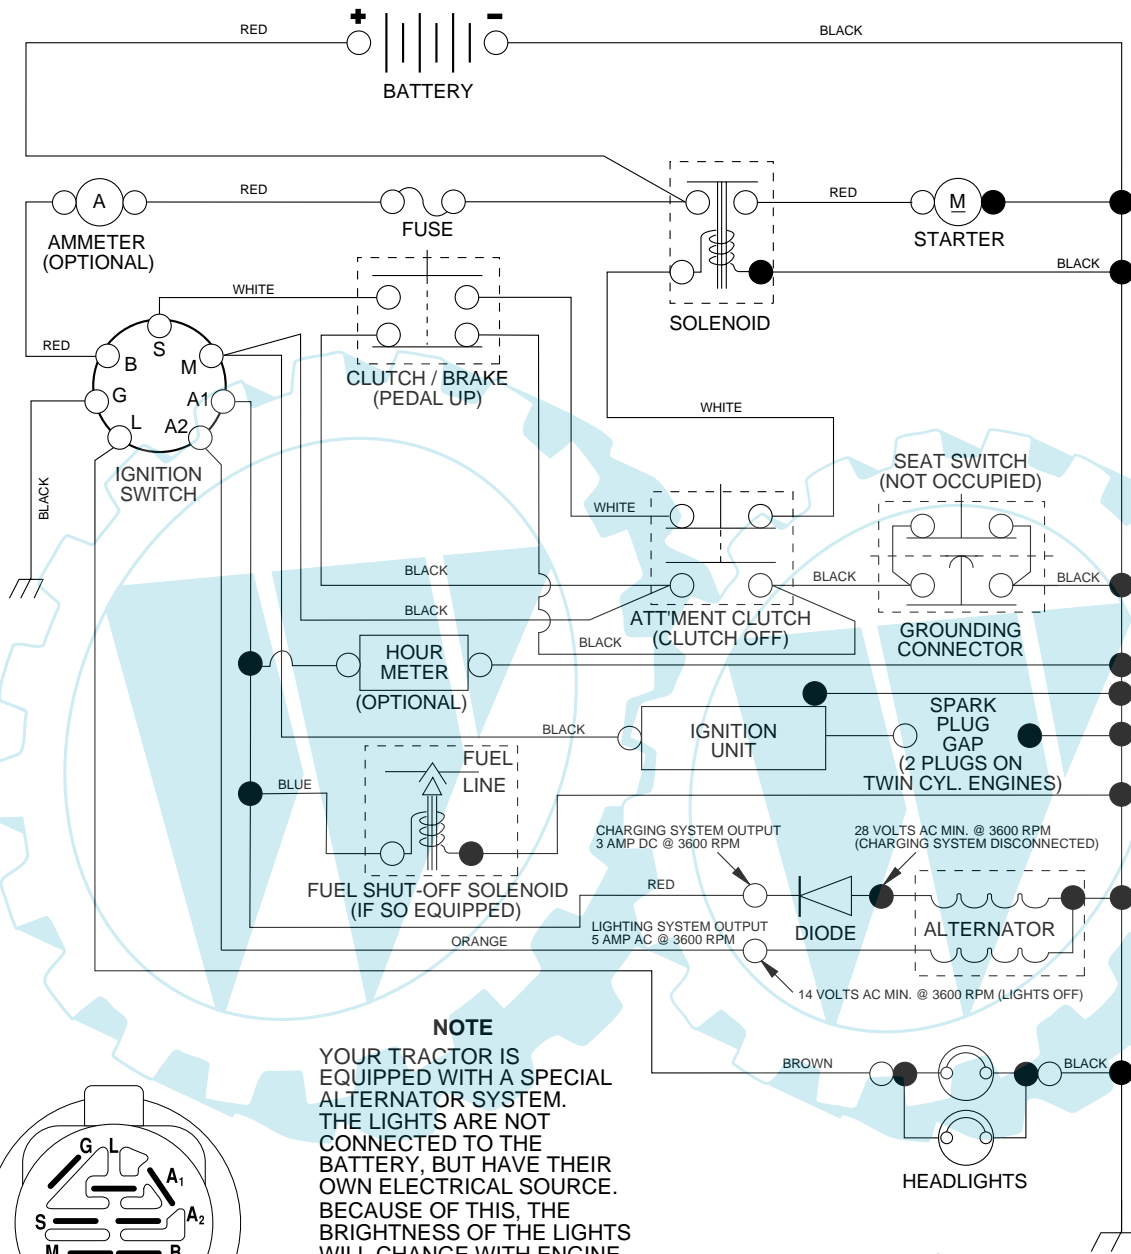 + -
RED
BLACK
BATTERY
A
RED
FUSE
RED
M
STARTER
AMMETER
(OPTIONAL)
BLACK
SOLENOID
WHITE
RED
S
B
M
G
A1
L
A2
CLUTCH / BRAKE
(PEDAL UP)
WHITE
IGNITION
SWITCH
BLACK
SEAT SWITCH
(NOT OCCUPIED)
WHITE
BLACK
BLACK
BLACK
BLACK
ATT'MENT CLUTCH
(CLUTCH OFF)
BLACK
GROUNDING
CONNECTOR
HOUR
METER
(OPTIONAL)
BLACK
IGNITION
UNIT
SPARK
PLUG
GAP
(2 PLUGS ON
TWIN CYL. ENGINES)
FUEL
LINE
BLUE
CHARGING SYSTEM OUTPUT
3 AMP DC @ 3600 RPM
28 VOLTS AC MIN. @ 3600 RPM
(CHARGING SYSTEM DISCONNECTED)
FUEL SHUT-OFF SOLENOID
(IF SO EQUIPPED)
RED
LIGHTING SYSTEM OUTPUT
5 AMP AC @ 3600 RPM
DIODE
ALTERNATOR
ORANGE
14 VOLTS AC MIN. @ 3600 RPM (LIGHTS OFF)
NOTE
YOUR TRACTOR IS
EQUIPPED WITH A SPECIAL
ALTERNATOR SYSTEM.
THE LIGHTS ARE NOT
CONNECTED TO THE
BATTERY, BUT HAVE THEIR
OWN ELECTRICAL SOURCE.
BECAUSE OF THIS, THE
BRIGHTNESS OF THE LIGHTS
WILL CHANGE WITH ENGINE
BROWN
BLACK
HEADLIGHTS
G L
A1
S
A2
M
B